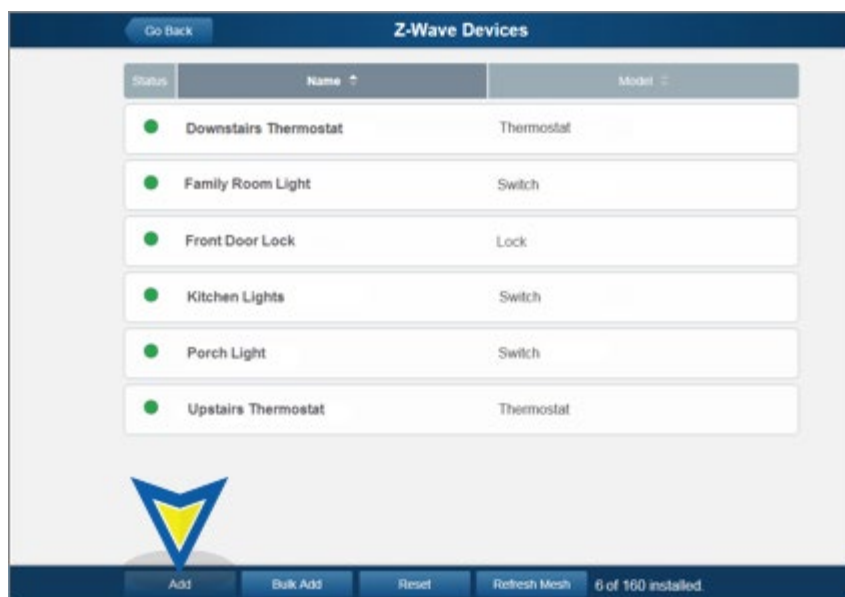 Go Back Z-Wave Devices
Status Name Model
Downstairs Thermostat Thermostat
Family Room Light Switch
Front Door Lock Lock
Kitchen Lights Switch
Porch Light Switch
Upstairs Thermostat Thermostat
Add Bulk Add Reset Refresh Mesh 6 of 160 installed.